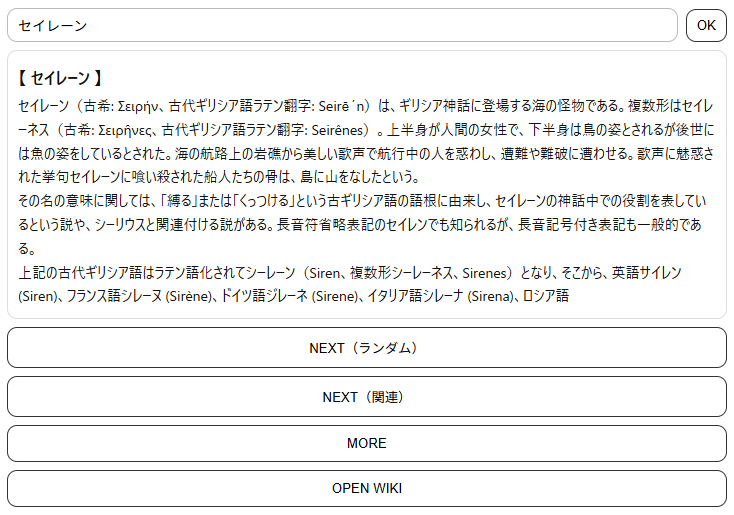 セイレーン
OK
【 セイレーン 】
セイレーン（古希: Σειρήν、古代ギリシア語ラテン翻字: Seirē´n）は、ギリシア神話に登場する海の怪物である。複数形はセイレ
ーネス（古希: Σειρῆνες、古代ギリシア語ラテン翻字: Seirênes）。上半身が人間の女性で、下半身は鳥の姿とされるが後世に
は魚の姿をしているとされた。海の航路上の岩礁から美しい歌声で航行中の人を惑わし、遭難や難破に遭わせる。歌声に魅惑さ
れた挙句セイレーンに喰い殺された船人たちの骨は、島に山をなしたという。
その名の意味に関しては、「縛る」または「くっつける」という古ギリシア語の語根に由来し、セイレーンの神話中での役割を表してい
るという説や、シーリウスと関連付ける説がある。長音符省略表記のセイレンでも知られるが、長音記号付き表記も一般的であ
る。
上記の古代ギリシア語はラテン語化されてシーレーン（Siren、複数形シーレーネス、Sirenes）となり、そこから、英語サイレン
(Siren)、フランス語シレーヌ (Sirène)、ドイツ語ジレーネ (Sirene)、イタリア語シレーナ (Sirena)、ロシア語
NEXT（ランダム）
NEXT（関連）
MORE
OPEN WIKI